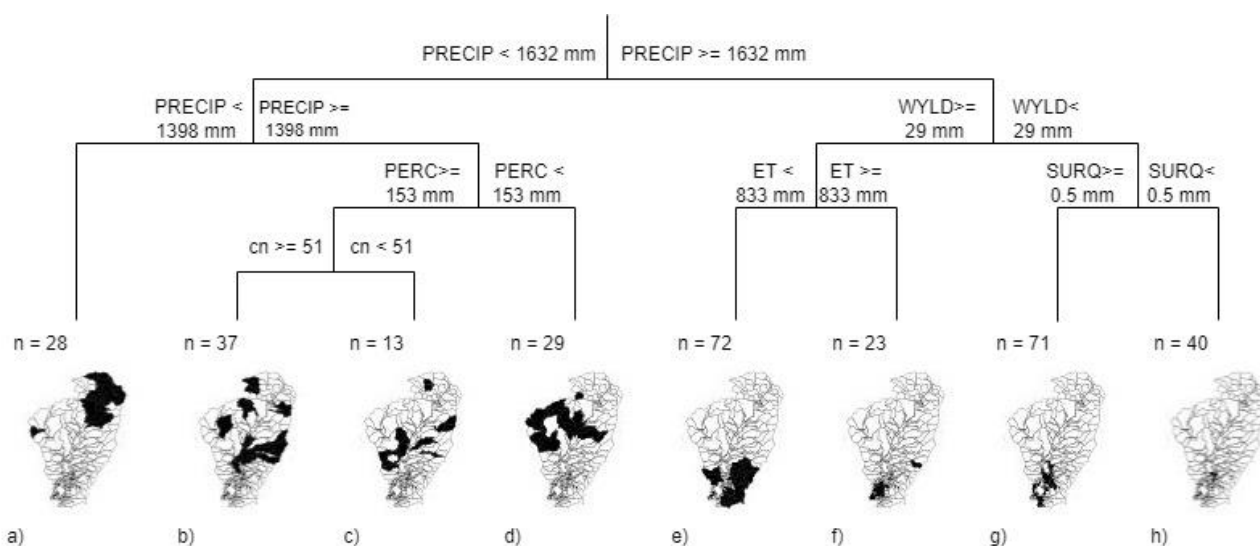 PRECIP < 1632 mm PRECIP >= 1632 mm
PRECIP < PRECIP >= WYLD>= WYLD<
1398 mm 1398 mm 29 mm 29 mm
PERC>= PERC < ET < ET >= SURQ>= SURQ<
153 mm 153 mm 833 mm 833 mm 0.5 mm 0.5 mm
cn >= 51 cn < 51
n = 28 n = 37 n = 13 n = 29 n = 72 n = 23 n = 71 n = 40
a) b) c) d) e) f) g) h)